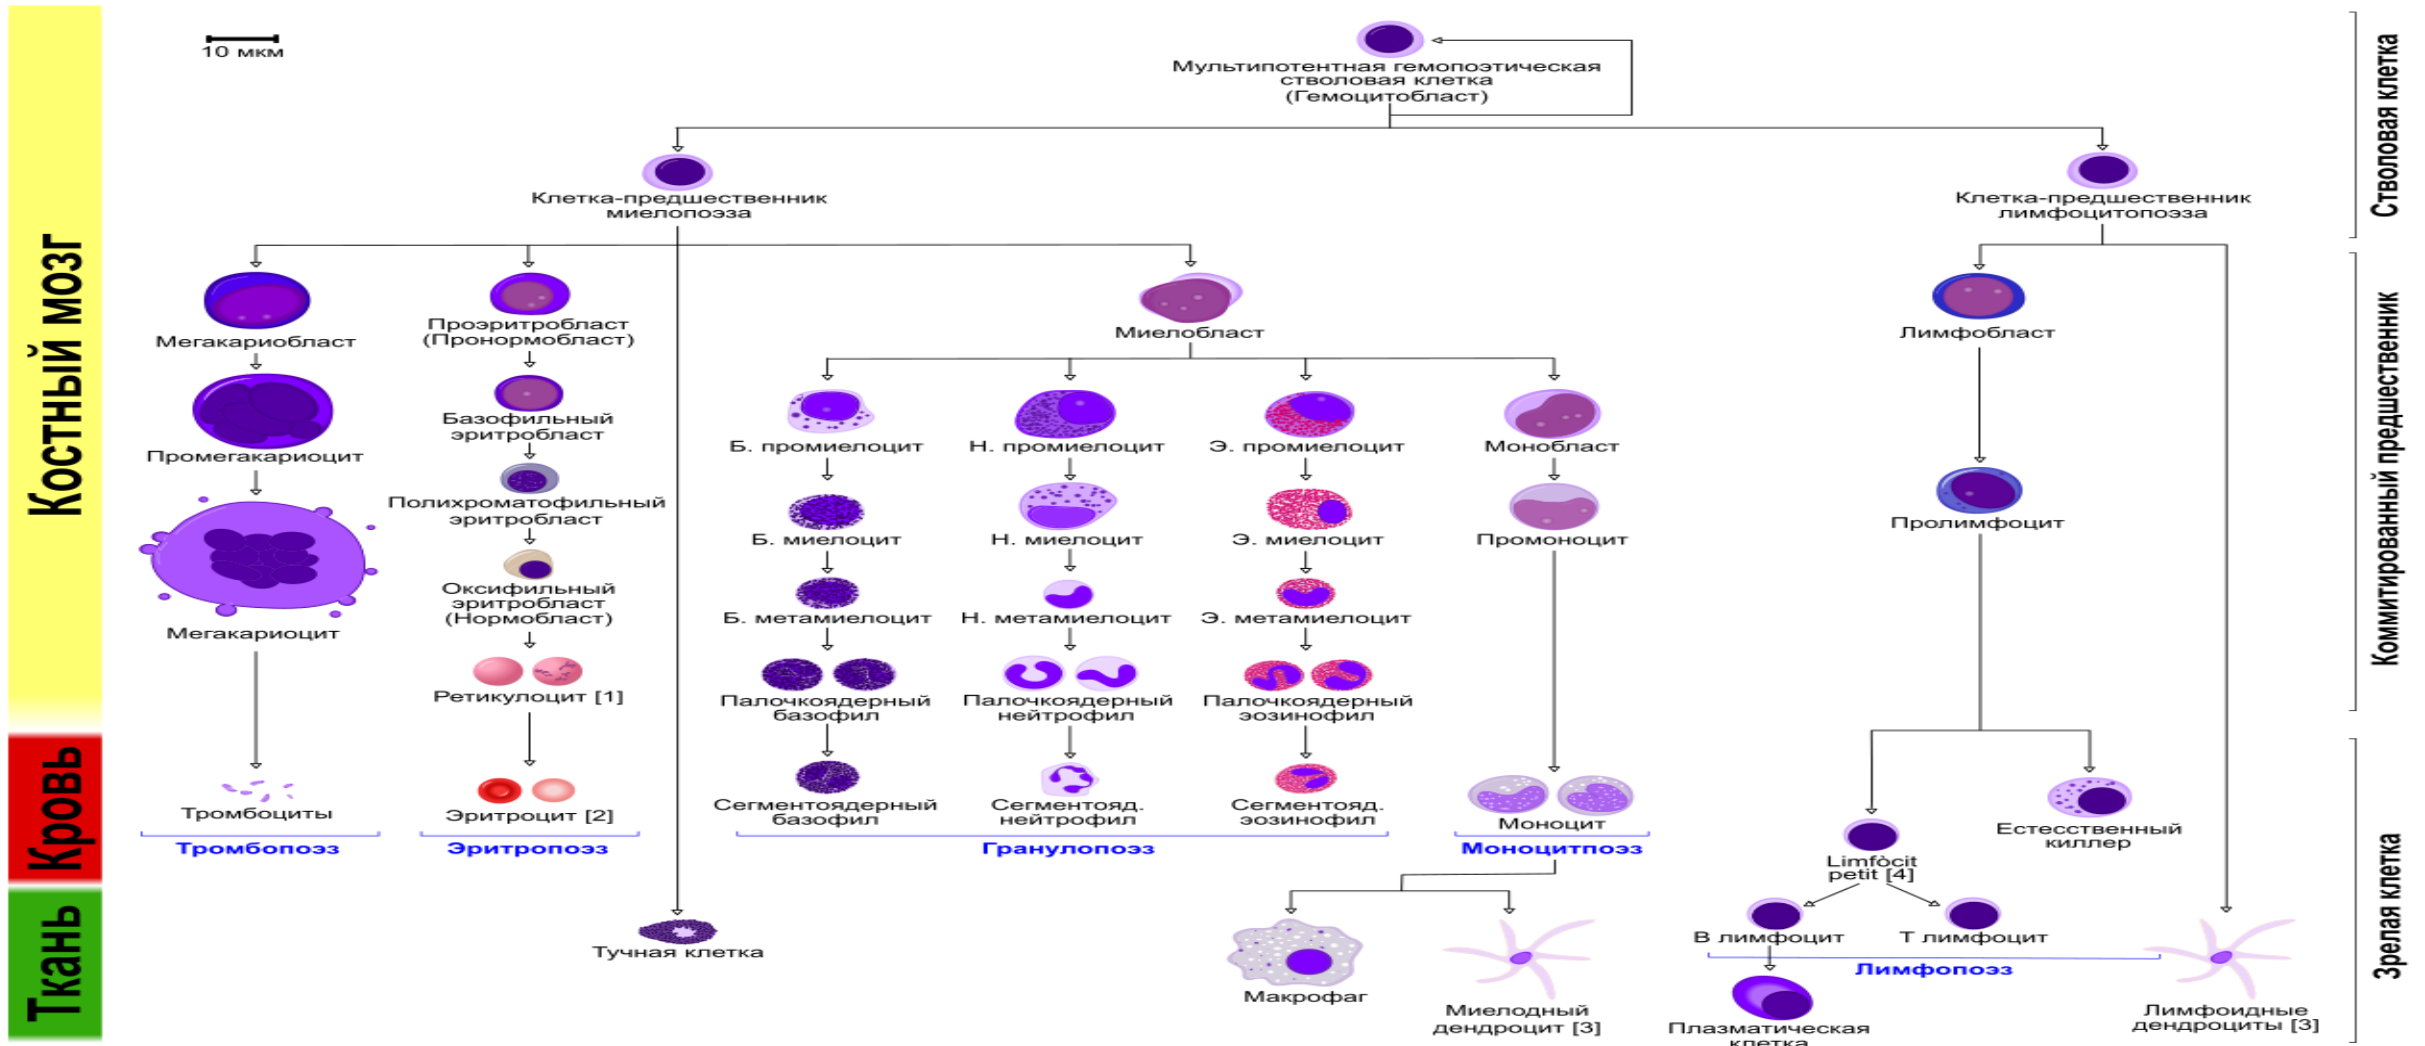 10 мкм
Мультипотентная гемопоэтическая
стволовая клетка
(Гемоцитобласт)
Стволовая клетка
Клетка-предшественник
миелопоэза
Клетка-предшественник
лимфоцитопоэза
Костный мозг
Коммитированный предшественник
Мегакариобласт
Проэритробласт
(Пронормобласт)
Миелобласт
Лимфобласт
Промегакариоцит
Базофильный
эритробласт
Б. промиелоцит
Н. промиелоцит
Э. промиелоцит
Монобласт
Полихроматофильный
эритробласт
Б. миелоцит
Н. миелоцит
Э. миелоцит
Промоноцит
Пролимфоцит
Мегакариоцит
Оксифильный
эритробласт
(Нормобласт)
Б. метамиелоцит
Н. метамиелоцит
Э. метамиелоцит
Ретикулоцит [1]
Палочкоядерный
базофил
Палочкоядерный
нейтрофил
Палочкоядерный
эозинофил
Кровь
Зрелая клетка
Тромбоциты
Эритроцит [2]
Сегментоядерный
базофил
Сегментояд.
нейтрофил
Сегментояд.
эозинофил
Моноцит
Естесственный
киллер
Тромбопоэз
Эритропоэз
Гранулопоэз
Моноцитпоэз
Limfòcit
petit [4]
Ткань
Тучная клетка
В лимфоцит
Т лимфоцит
Лимфопоэз
Макрофаг
Миелодный
дендроцит [3]
Плазматическая
клетка
Лимфоидные
дендроциты [3]